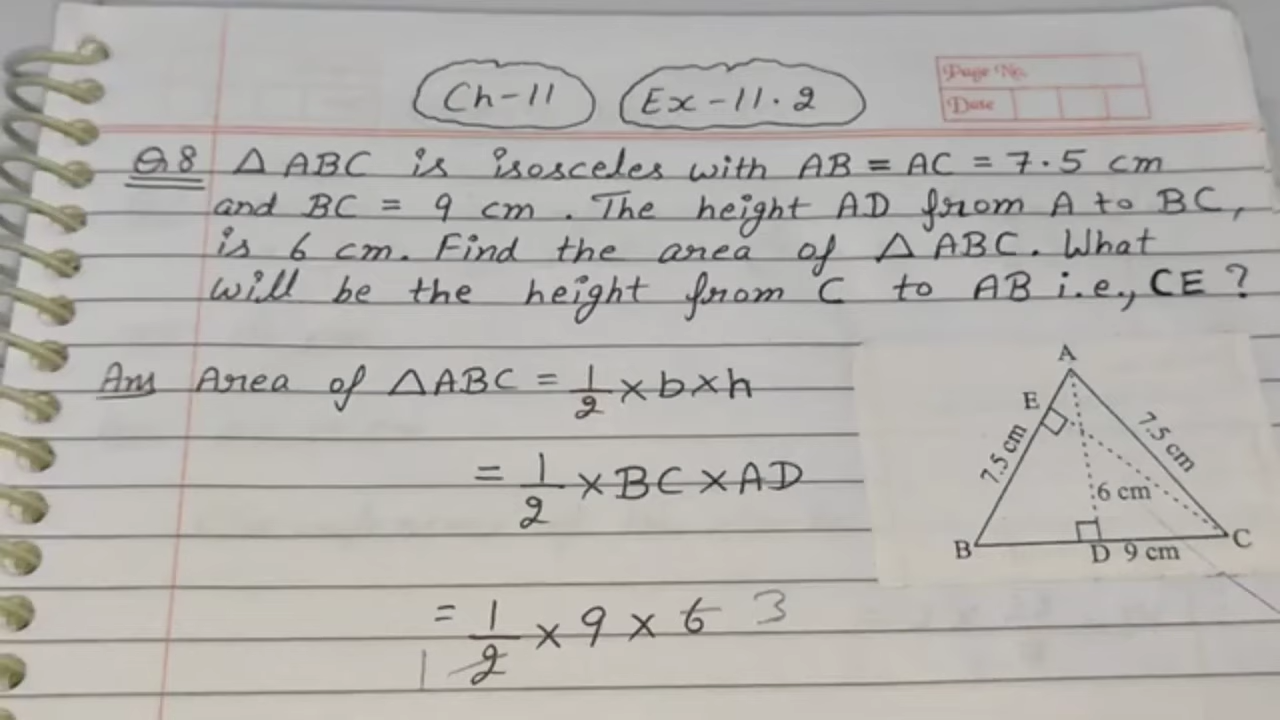 Ch-11 Ex-11.2
Page No.
Date
Q8 △ABC is isosceles with AB = AC = 7.5 cm
and BC = 9 cm. The height AD from A to BC,
is 6 cm. Find the area of △ABC. What
will be the height from C to AB i.e., CE ?
Ans Area of △ABC = 1/2 × b × h
= 1/2 × BC × AD
= 1/2 × 9 × 6 3
1
A
E
7.5 cm
7.5 cm
6 cm
B
D 9 cm
C